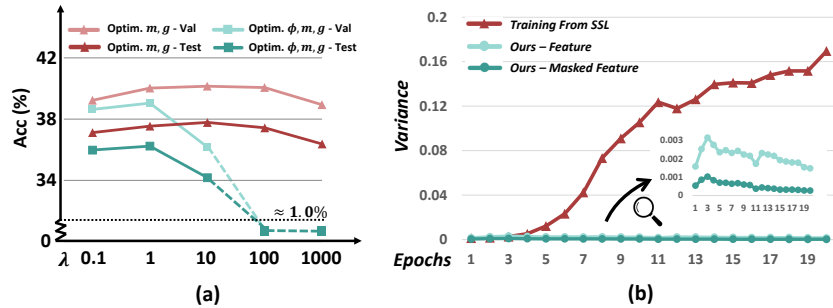 Optim. m, g - Val
Optim. ϕ, m, g - Val
Optim. m, g - Test
Optim. ϕ, m, g - Test
Acc (%)
42
38
34
0
≈ 1.0%
λ 0.1 1 10 100 1000
(a)
Training From SSL
Ours – Feature
Ours – Masked Feature
Variance
0.2
0.16
0.12
0.08
0.04
0
0.003
0.002
0.001
0
1 3 5 7 9 11 13 15 17 19
Epochs 1 3 5 7 9 11 13 15 17 19
(b)